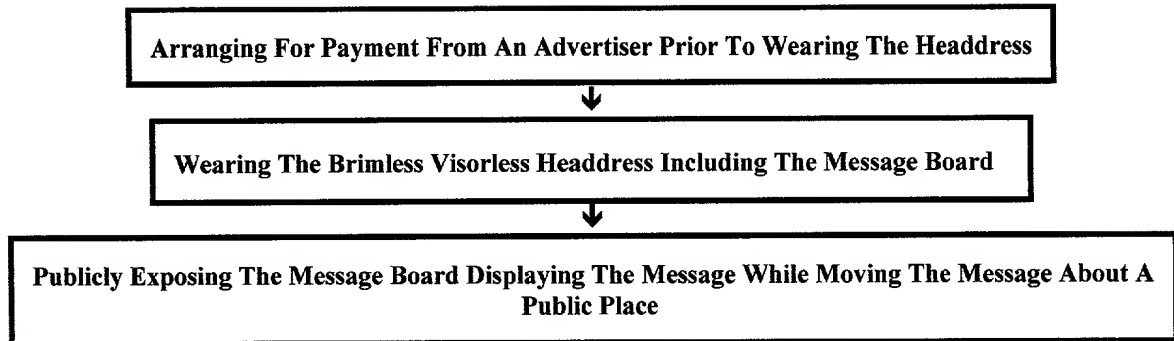 Arranging For Payment From An Advertiser Prior To Wearing The Headdress
Wearing The Brimless Visorless Headdress Including The Message Board
Publicly Exposing The Message Board Displaying The Message While Moving The Message About A
Public Place